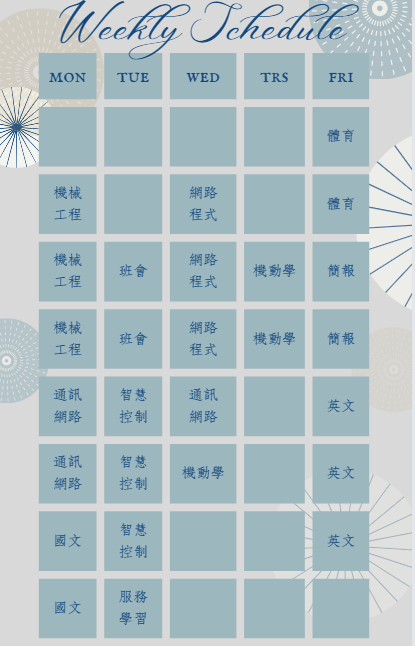 Weekly Schedule
MON TUE WED TRS FRI
體育
機械 網路
工程 程式 體育
機械 網路
工程 班會 程式 機動學 簡報
機械 網路
工程 班會 程式 機動學 簡報
通訊 智慧 通訊
網路 控制 網路 英文
通訊 智慧
網路 控制 機動學 英文
智慧
國文 控制 英文
服務
國文 學習